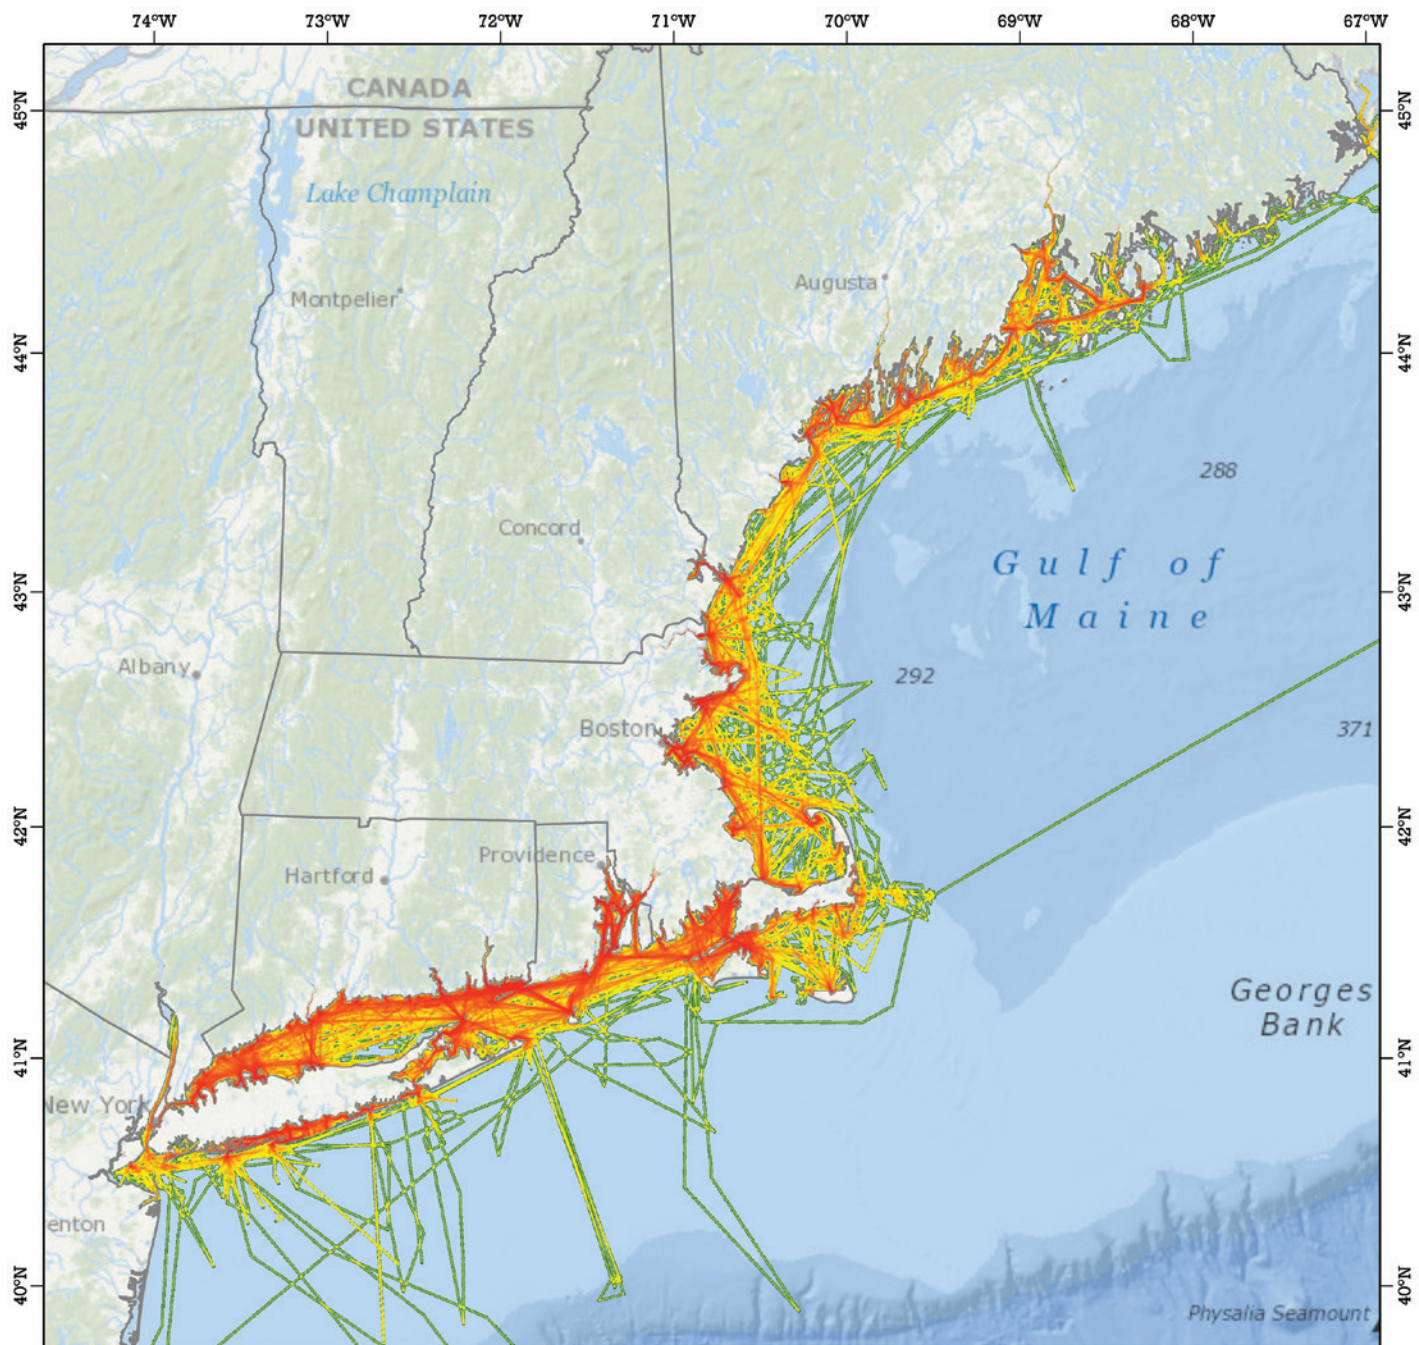 74°W 73°W 72°W 71°W 70°W 69°W 68°W 67°W
45°N 45°N
CANADA
UNITED STATES
Lake Champlain
Augusta
Montpelier
44°N 44°N
288
Concord
Gulf of
Maine
43°N 43°N
Albany
292
Boston
371
42°N 42°N
Providence
Hartford
Georges
Bank
41°N 41°N
New York
enton
40°N 40°N
Physalia Seamount